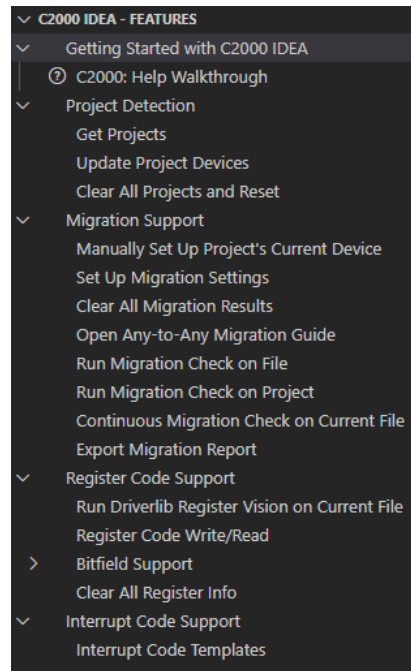 C2000 IDEA - FEATURES
Getting Started with C2000 IDEA
C2000: Help Walkthrough
Project Detection
Get Projects
Update Project Devices
Clear All Projects and Reset
Migration Support
Manually Set Up Project's Current Device
Set Up Migration Settings
Clear All Migration Results
Open Any-to-Any Migration Guide
Run Migration Check on File
Run Migration Check on Project
Continuous Migration Check on Current File
Export Migration Report
Register Code Support
Run Driverlib Register Vision on Current File
Register Code Write/Read
Bitfield Support
Clear All Register Info
Interrupt Code Support
Interrupt Code Templates